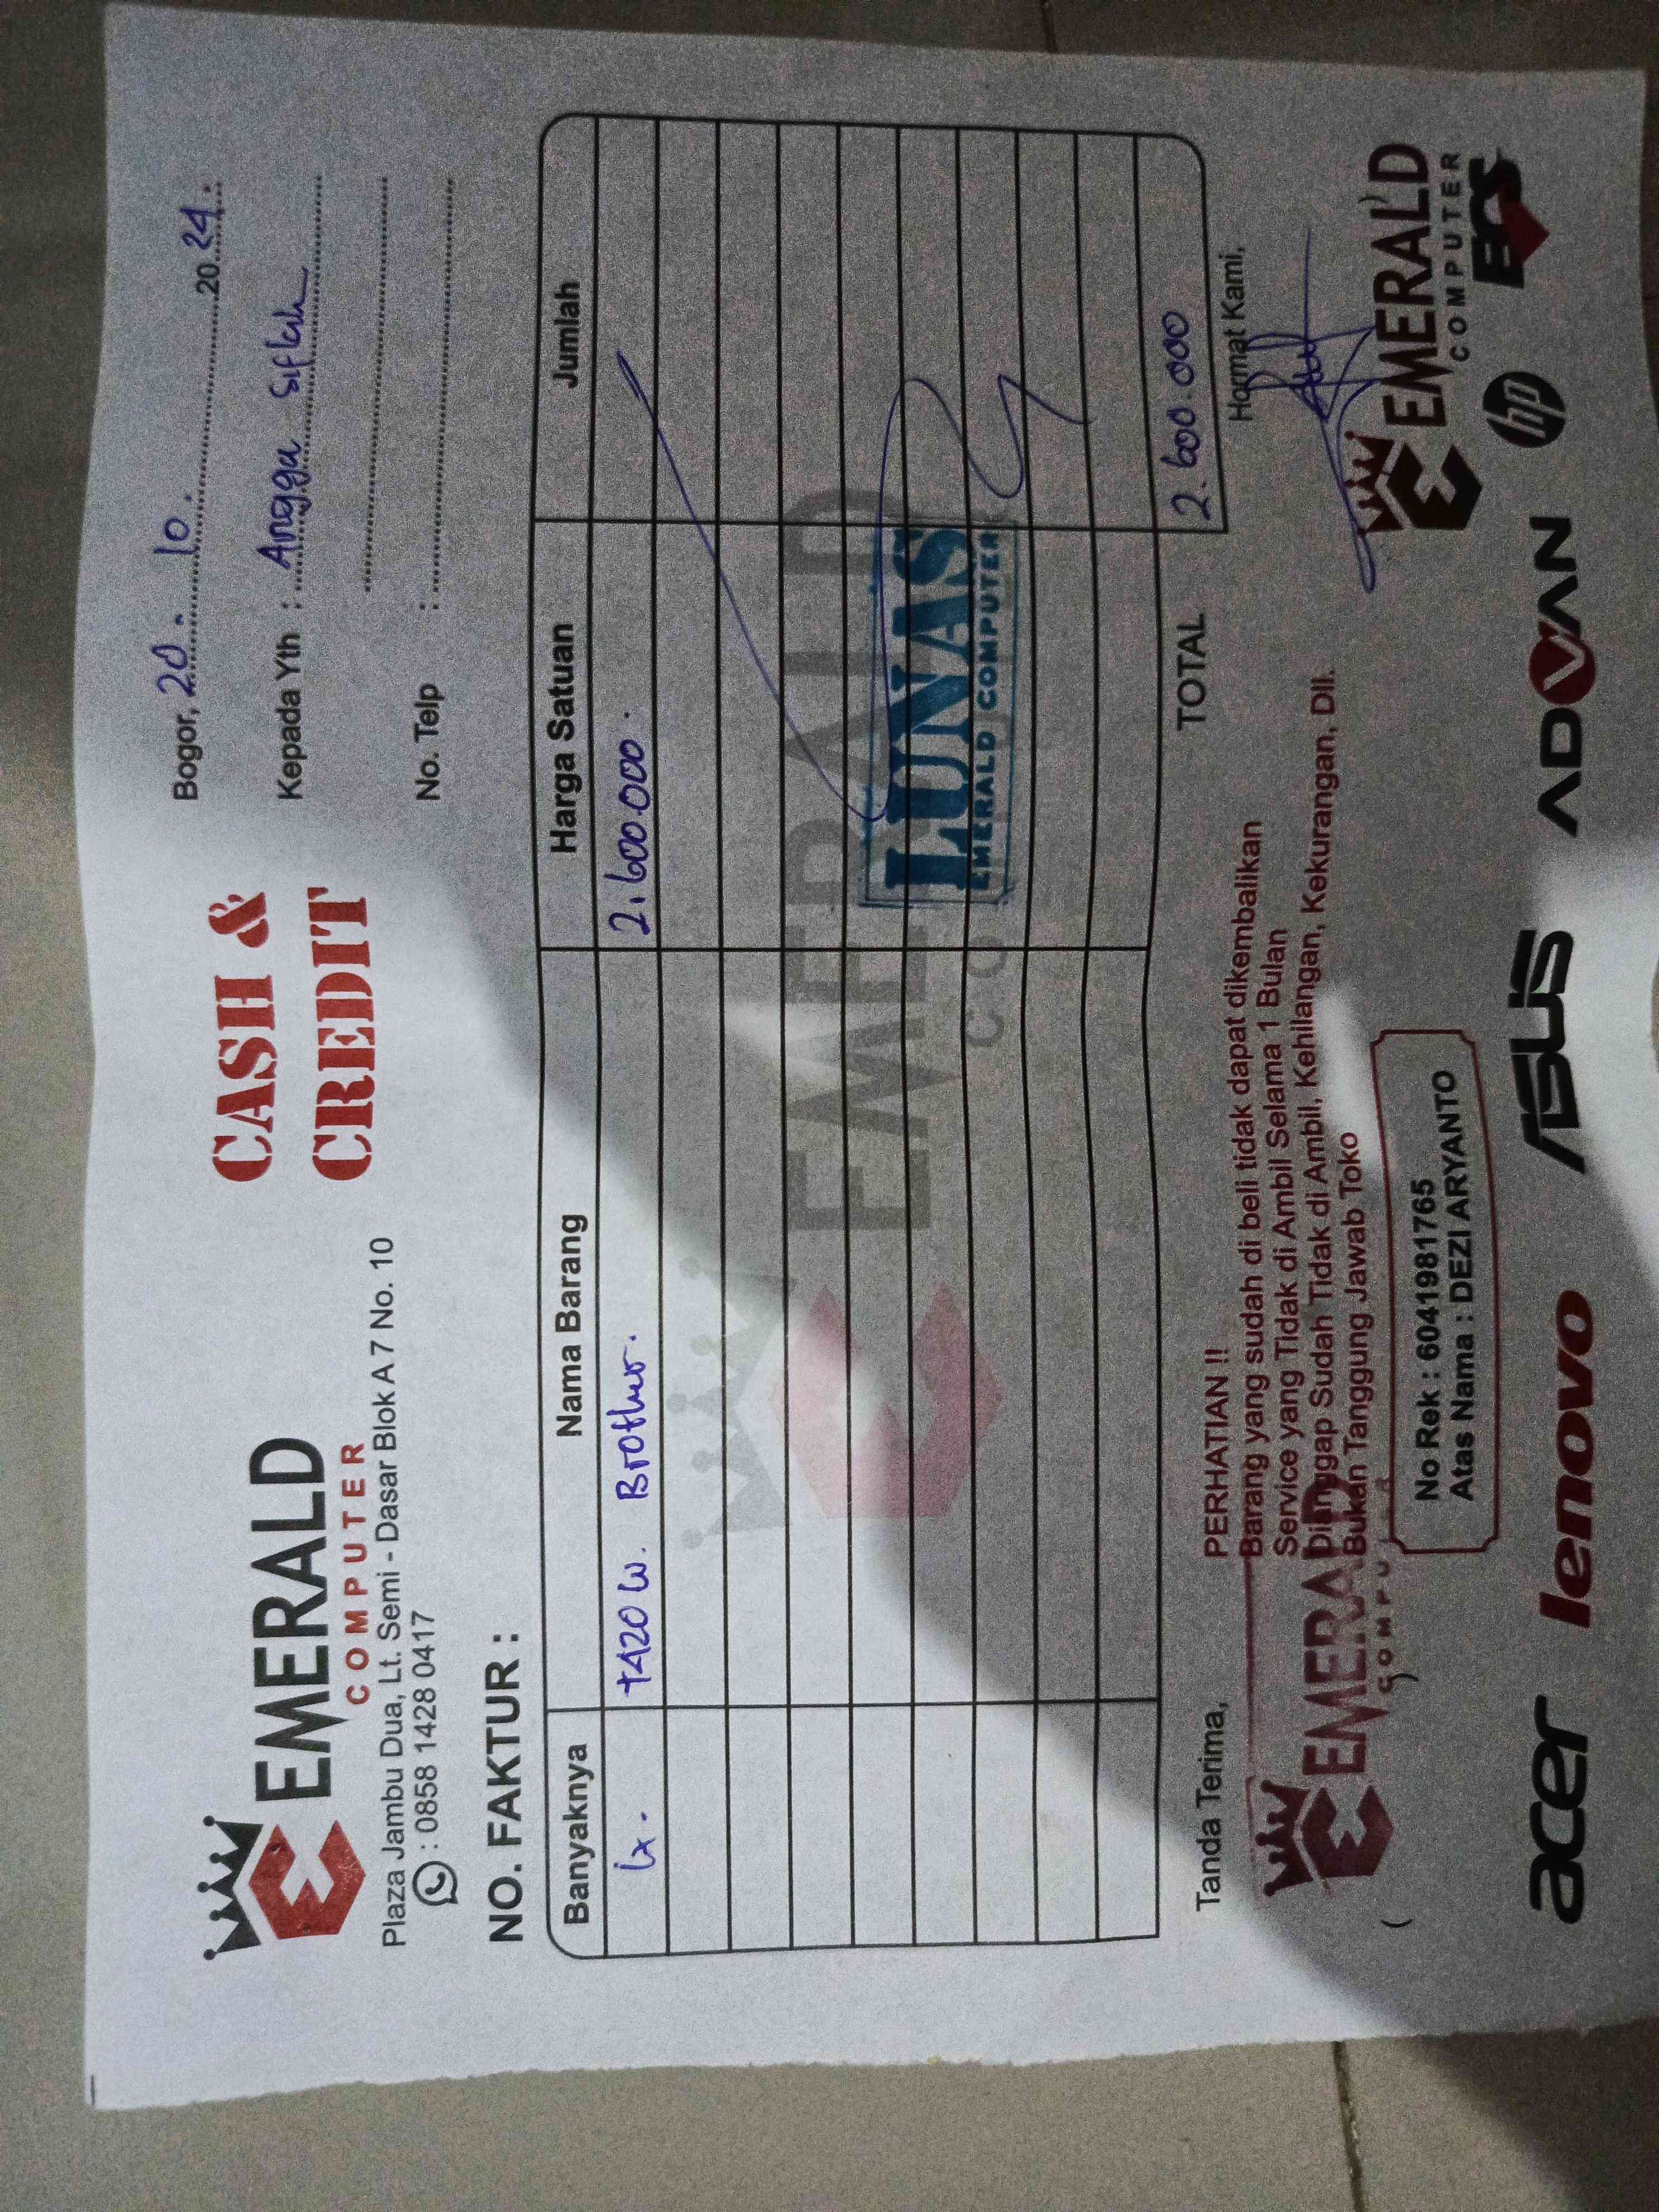 EMERALD
COMPUTER
Plaza Jambu Dua, Lt. Semi - Dasar Blok A 7 No. 10
: 0858 1428 0417
CASH &
CREDIT
Bogor, 20 . 10 . 2024 .
Kepada Yth : Angga
No. Telp :
NO. FAKTUR :
Banyaknya Nama Barang Harga Satuan Jumlah
1x. T420 W. Brother. 2.600.000 .
EMERALD
LUNAS
EMERALD COMPUTER
TOTAL 2.600.000
Tanda Terima,
EMERALD
COMPU
( )
PERHATIAN !!
Barang yang sudah di beli tidak dapat dikembalikan
Service yang Tidak di Ambil Selama 1 Bulan
Dianggap Sudah Tidak di Ambil, Kehilangan, Kekurangan, Dll.
Bukan Tanggung Jawab Toko
No Rek : 6041981765
Atas Nama : DEZI ARYANTO
Hormat Kami,
EMERALD
COMPUTER
acer lenovo ASUS ADVAN hp ECS